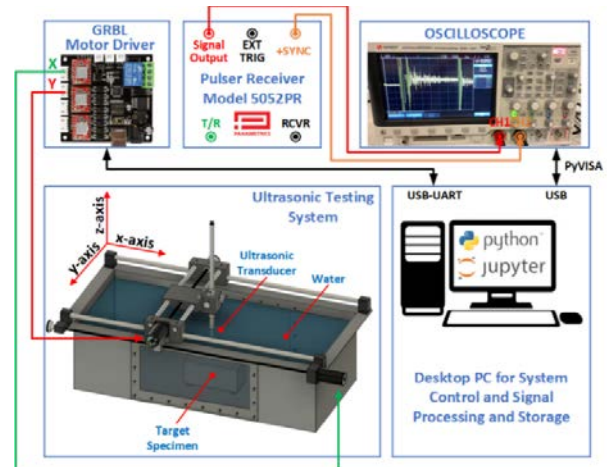 GRBL
Motor Driver
X
Y
Signal
Output
EXT
TRIG
+SYNC
Pulser Receiver
Model 5052PR
T/R
PANAMETRICS
RCVR
OSCILLOSCOPE
CH1
PyVISA
USB-UART
USB
Ultrasonic Testing
System
z-axis
x-axis
y-axis
Ultrasonic
Transducer
Water
Target
Specimen
python
jupyter
Desktop PC for System
Control and Signal
Processing and Storage